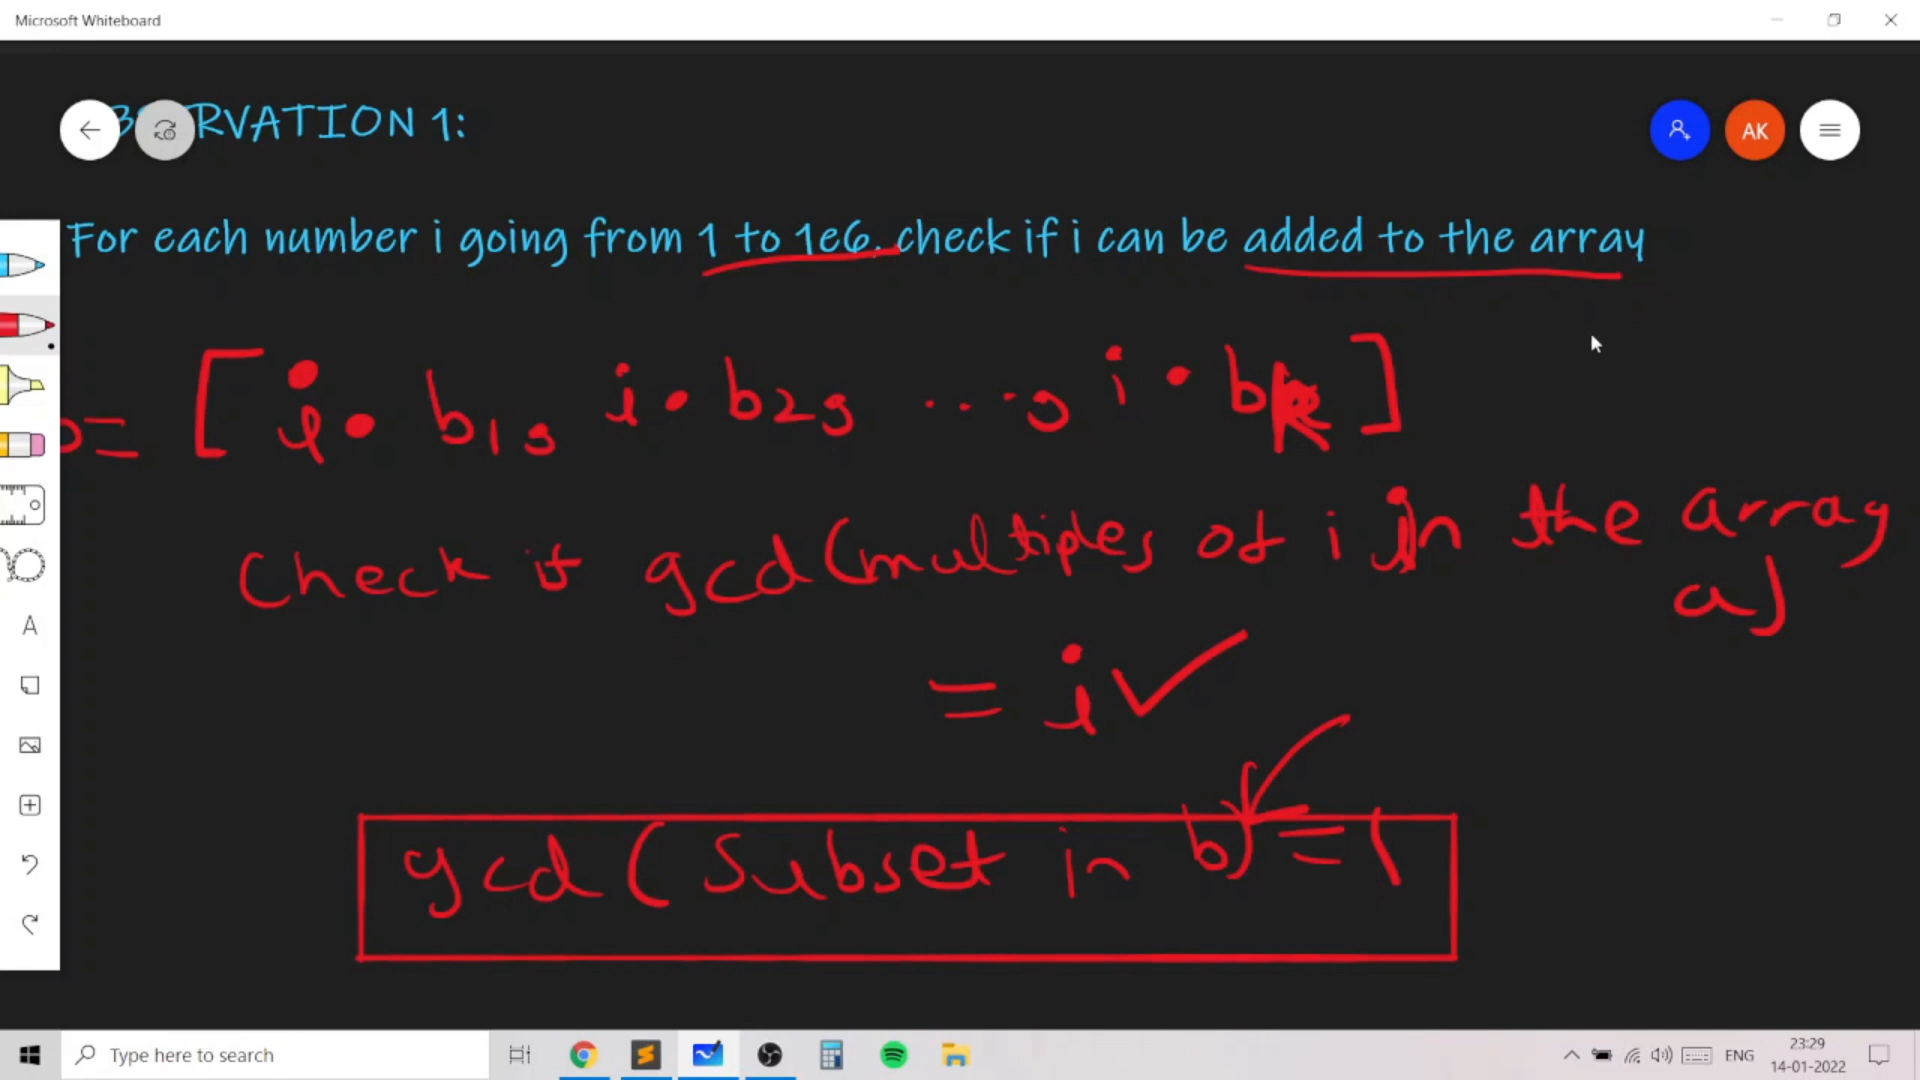 Microsoft Whiteboard
RVATION 1:
AK
For each number i going from 1 to 1e6, check if i can be added to the array
= [ i • b1, i • b2, ..., i • bk ]
Check if gcd(multiples of i in the array
a)
= i ✓
gcd (Subset in b) = 1
A
Type here to search
ENG
23:29
14-01-2022